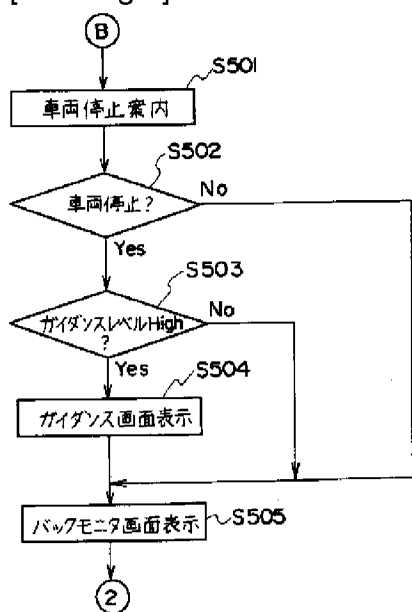 B
S501
車両停止案内
S502
車両停止?
No
Yes
S503
ガイダンスレベルHigh
?
No
Yes
S504
ガイダンス画面表示
バックモニタ画面表示
S505
2